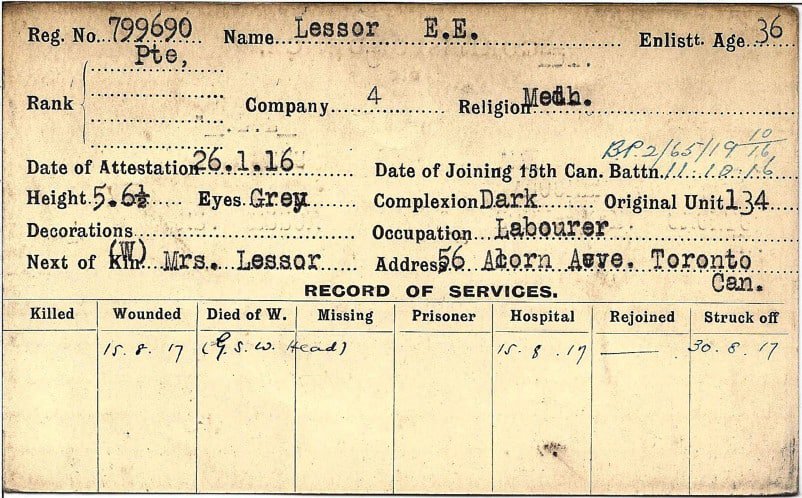 Reg. No. 799690 Name Lessor E.E. Enlistt. Age 36
Pte,
Rank Company 4 Religion Meth.
B.P. 2/65/19 10/16
Date of Attestation 26.1.16 Date of Joining 15th Can. Battn. 11.10.16
Height 5.6½ Eyes Grey Complexion Dark Original Unit 134
Decorations Occupation Labourer
Next of Kin (W) Mrs. Lessor Address 56 Acorn Avve. Toronto
Can.
RECORD OF SERVICES.
Killed Wounded Died of W. Missing Prisoner Hospital Rejoined Struck off
15.8.17 (G.S.W. Head) 15.8.17 — 30.8.17